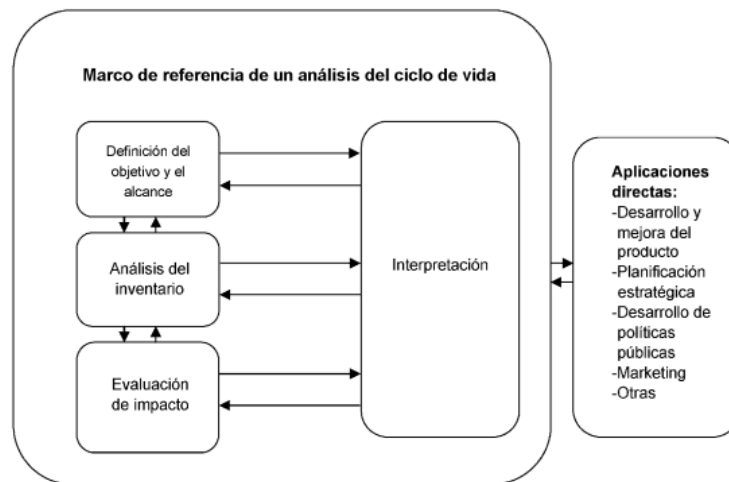 Marco de referencia de un análisis del ciclo de vida
Definición del
objetivo y el
alcance
Análisis del
inventario
Evaluación
de impacto
Interpretación
Aplicaciones
directas:
-Desarrollo y
mejora del
producto
-Planificación
estratégica
-Desarrollo de
políticas
públicas
-Marketing
-Otras